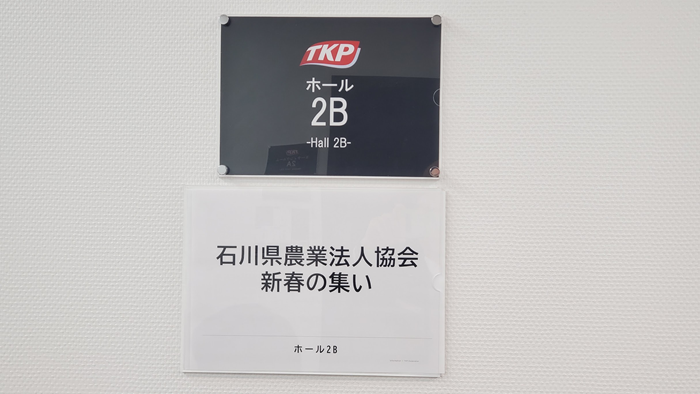 TKP
ホール
2B
-Hall 2B-
石川県農業法人協会
新春の集い
ホール2B